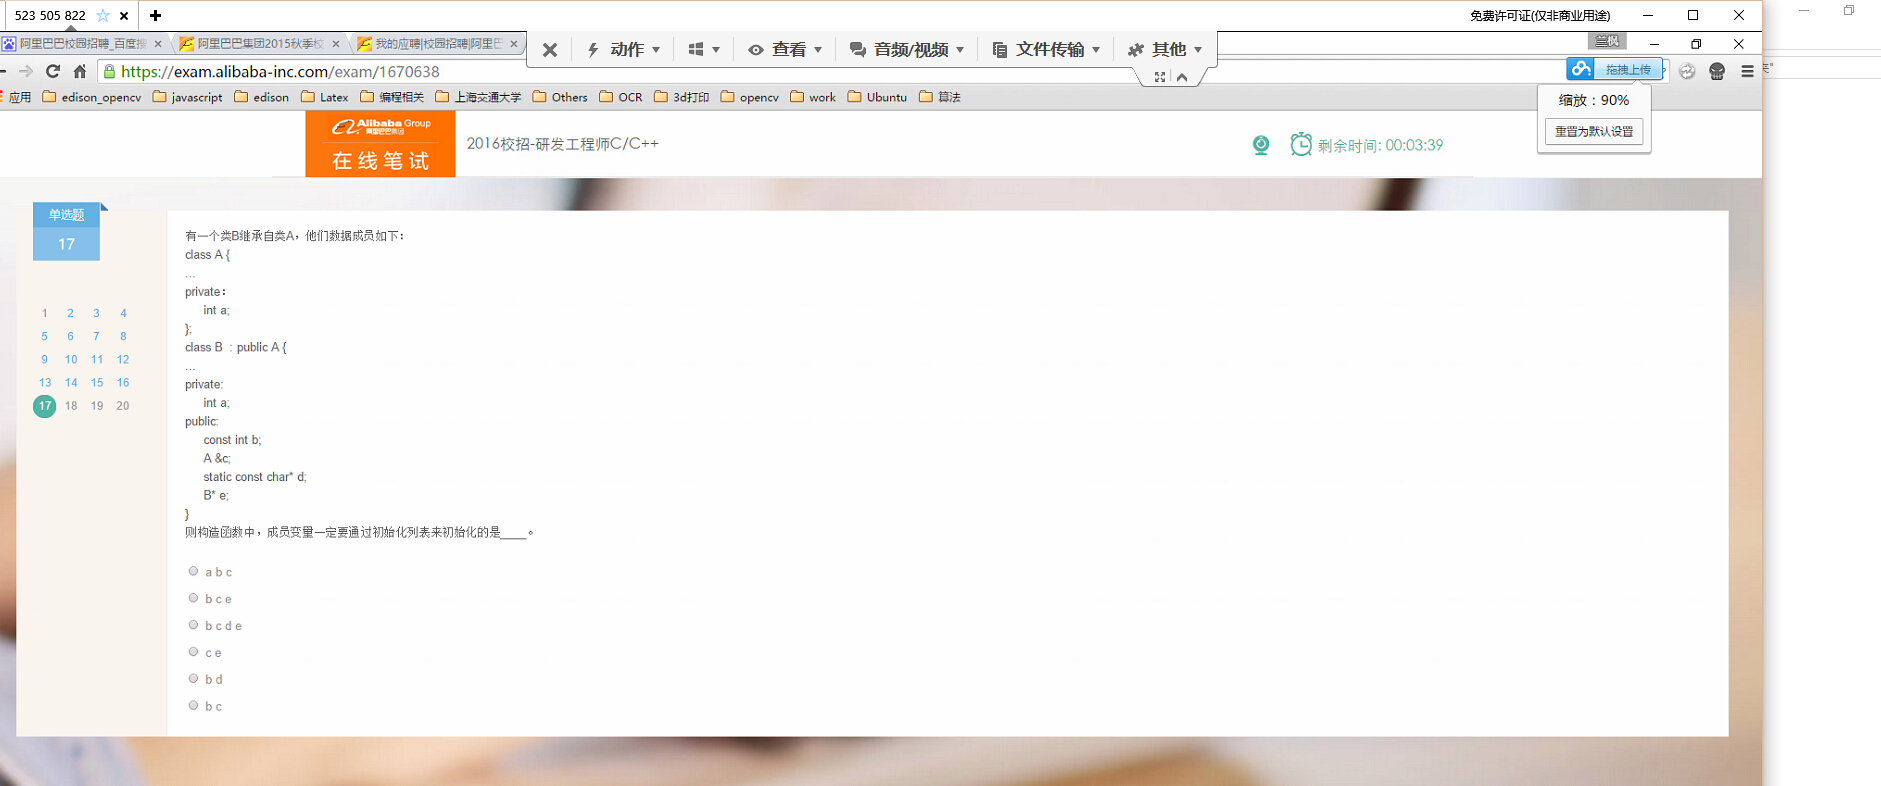 523 505 822
免费许可证(仅非商业用途)
阿里巴巴校园招聘_百度搜
阿里巴巴集团2015秋季校
我的应聘|校园招聘|阿里巴
动作
查看
音频/视频
文件传输
其他
兰枫
https://exam.alibaba-inc.com/exam/1670638
拖拽上传
应用
edison_opencv
javascript
edison
Latex
编程相关
上海交通大学
Others
OCR
3d打印
opencv
work
Ubuntu
算法
缩放：90%
重置为默认设置
Alibaba Group
阿里巴巴集团
在线笔试
2016校招-研发工程师C/C++
剩余时间: 00:03:39
单选题
17
1 2 3 4
5 6 7 8
9 10 11 12
13 14 15 16
17 18 19 20
有一个类B继承自类A，他们数据成员如下：
class A {
...
private：
int a;
};
class B : public A {
...
private:
int a;
public:
const int b;
A &c;
static const char* d;
B* e;
}
则构造函数中，成员变量一定要通过初始化列表来初始化的是____。
a b c
b c e
b c d e
c e
b d
b c